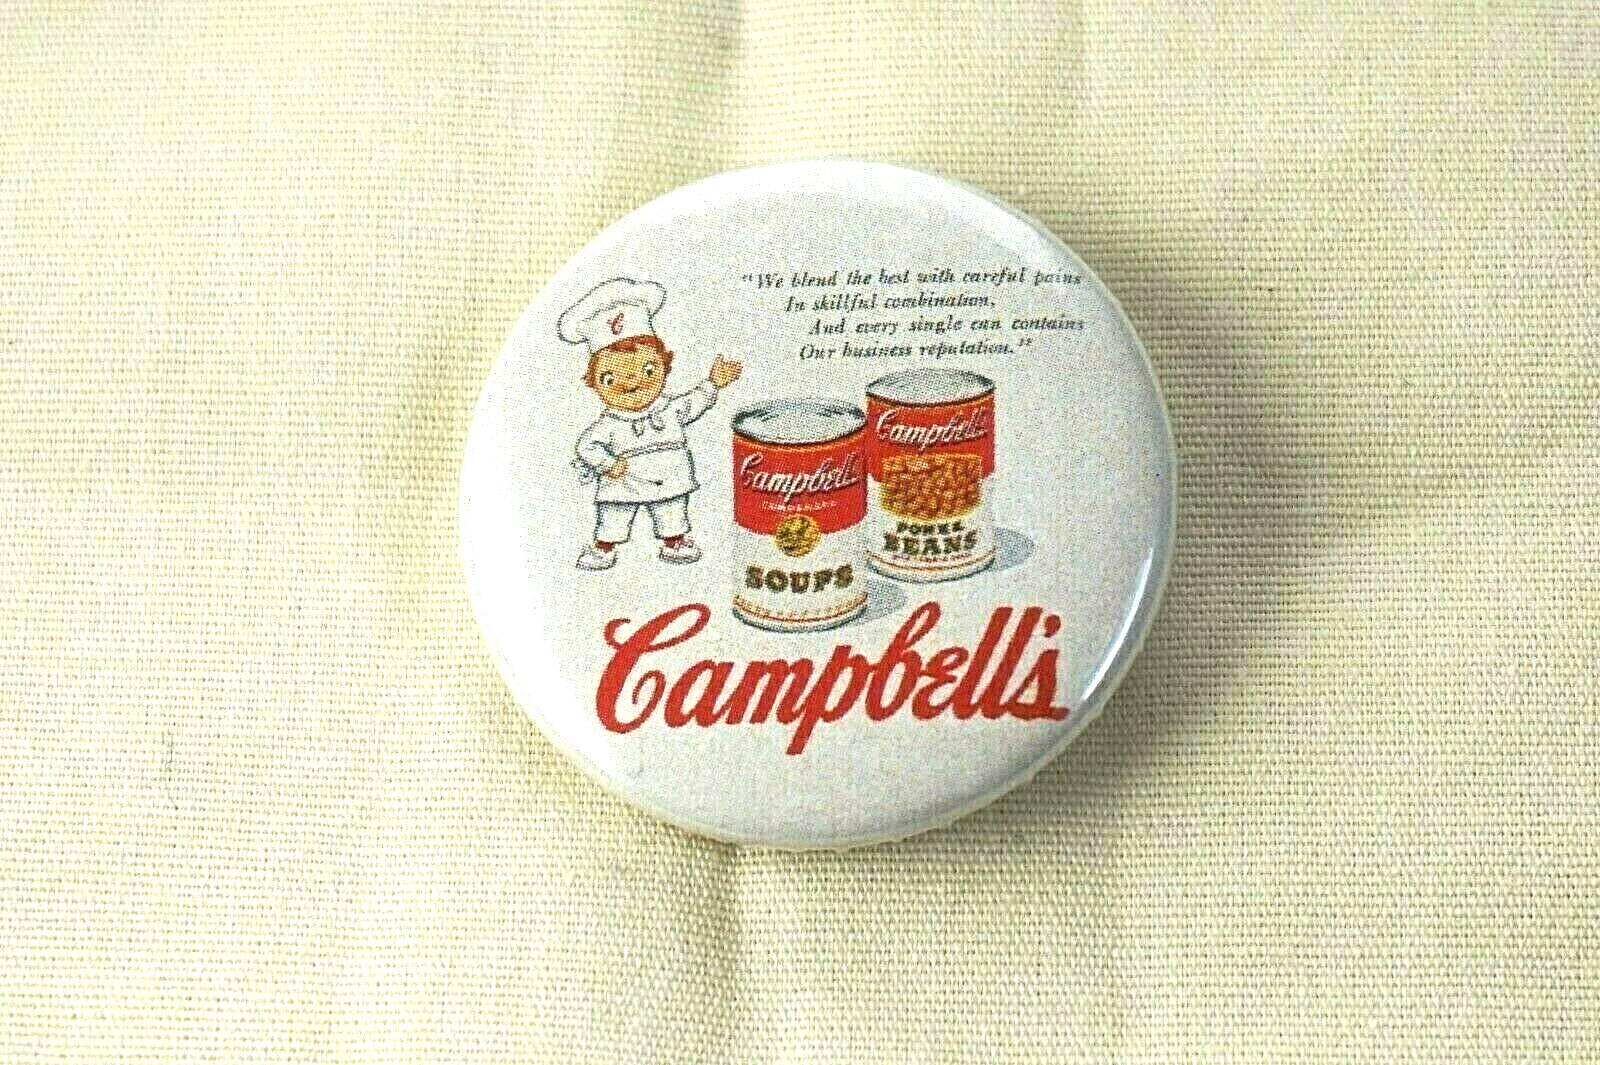 "We blend the best with careful pains
In skillful combination,
And every single can contains
Our business reputation."
C
Campbell's
CONDENSED
SOUPS
Campbell's
PORK &
BEANS
Campbell's